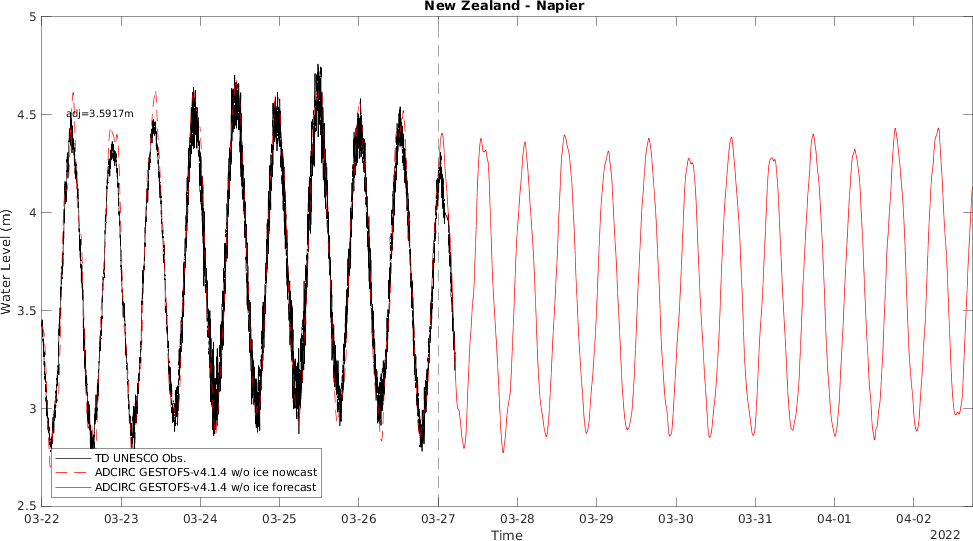 New Zealand - Napier
5
4.5
4
3.5
3
2.5
Water Level (m)
adj=3.5917m
TD UNESCO Obs.
ADCIRC GESTOFS-v4.1.4 w/o ice nowcast
ADCIRC GESTOFS-v4.1.4 w/o ice forecast
03-22 03-23 03-24 03-25 03-26 03-27 03-28 03-29 03-30 03-31 04-01 04-02
Time
2022